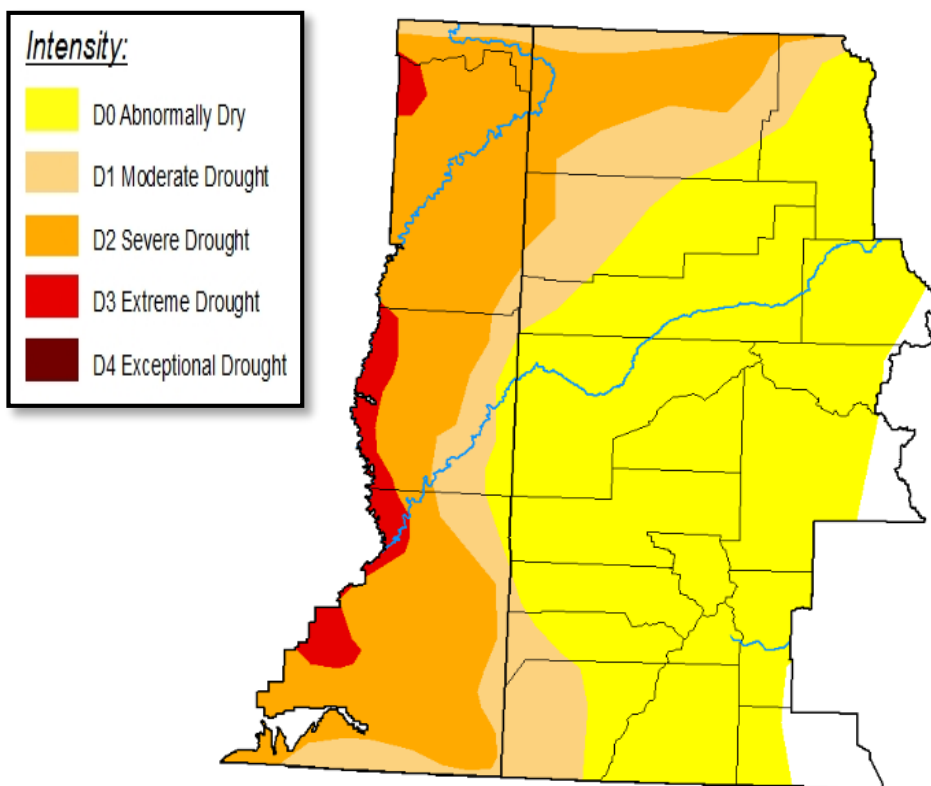 Intensity:
D0 Abnormally Dry
D1 Moderate Drought
D2 Severe Drought
D3 Extreme Drought
D4 Exceptional Drought